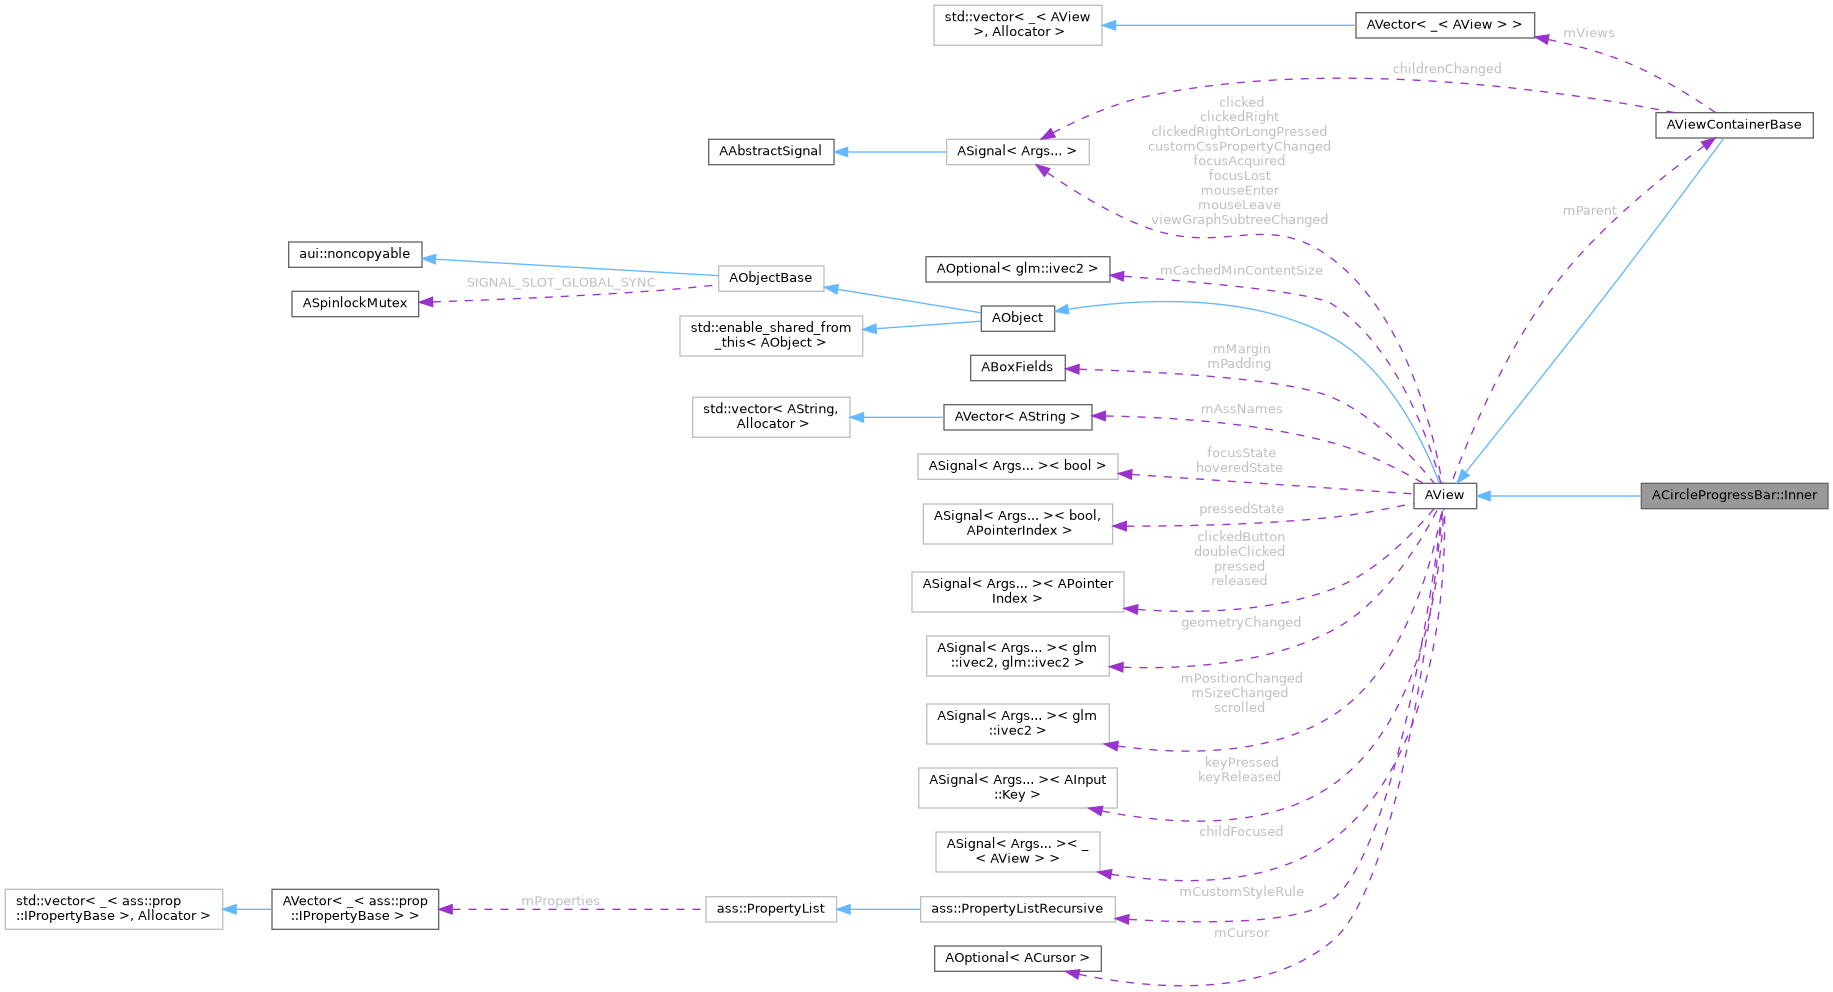 std::vector< _< AView
>, Allocator >
AVector< _< AView > >
mViews
childrenChanged
AViewContainerBase
clicked
clickedRight
clickedRightOrLongPressed
customCssPropertyChanged
focusAcquired
focusLost
mouseEnter
mouseLeave
viewGraphSubtreeChanged
AAbstractSignal
ASignal< Args... >
mParent
aui::noncopyable
AObjectBase
AOptional< glm::ivec2 >
mCachedMinContentSize
SIGNAL_SLOT_GLOBAL_SYNC
ASpinlockMutex
AObject
std::enable_shared_from
_this< AObject >
mMargin
mPadding
ABoxFields
std::vector< AString,
Allocator >
AVector< AString >
mAssNames
ASignal< Args... >< bool >
focusState
hoveredState
AView
ACircleProgressBar::Inner
ASignal< Args... >< bool,
APointerIndex >
pressedState
clickedButton
doubleClicked
pressed
released
ASignal< Args... >< APointer
Index >
geometryChanged
ASignal< Args... >< glm
::ivec2, glm::ivec2 >
mPositionChanged
mSizeChanged
scrolled
ASignal< Args... >< glm
::ivec2 >
keyPressed
keyReleased
ASignal< Args... >< AInput
::Key >
childFocused
ASignal< Args... >< _
< AView > >
mCustomStyleRule
std::vector< _< ass::prop
::IPropertyBase >, Allocator >
AVector< _< ass::prop
::IPropertyBase > >
mProperties
ass::PropertyList
ass::PropertyListRecursive
mCursor
AOptional< ACursor >